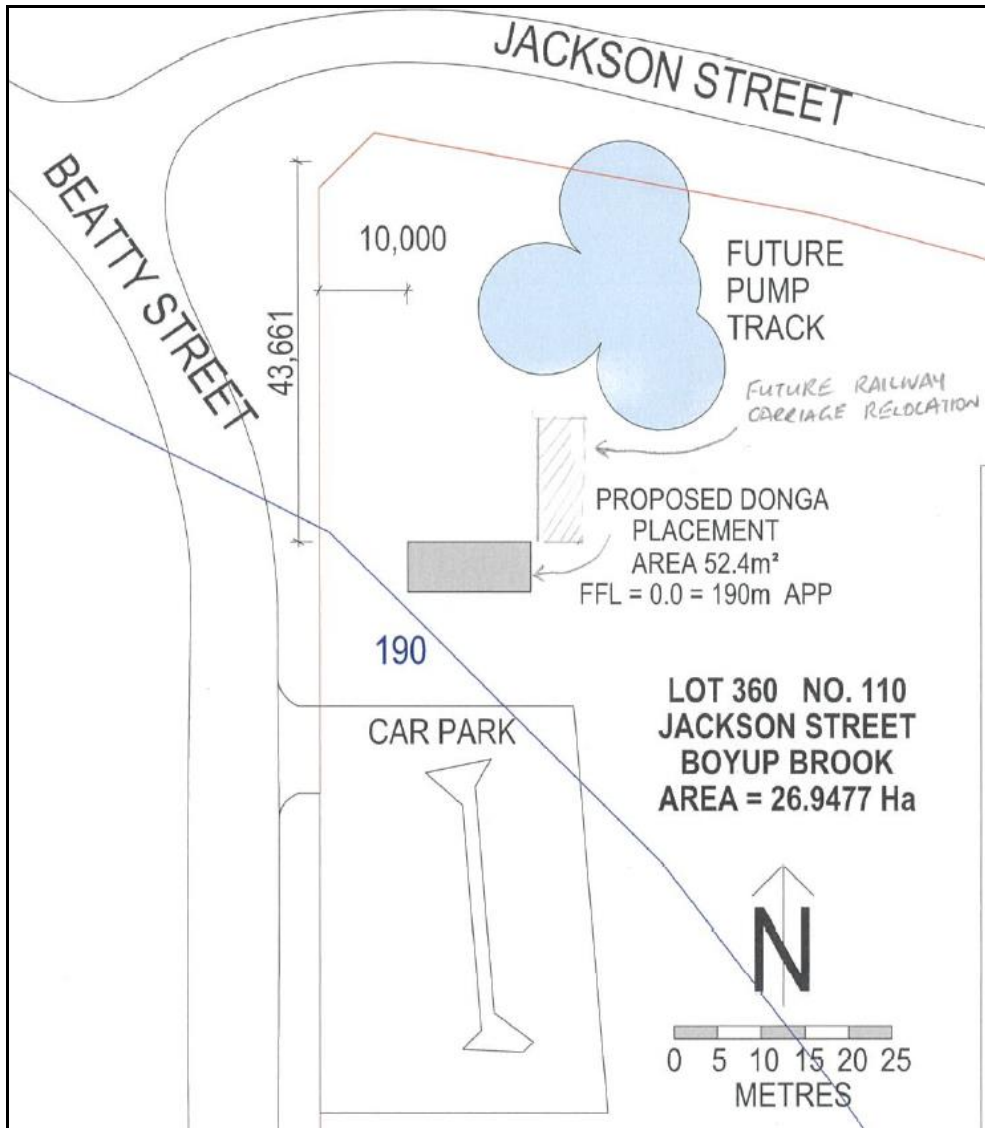 JACKSON STREET
BEATTY STREET
10,000
43,661
FUTURE
PUMP
TRACK
FUTURE RAILWAY
CARRIAGE RELOCATION
PROPOSED DONGA
PLACEMENT
AREA 52.4m²
FFL = 0.0 = 190m APP
190
CAR PARK
LOT 360 NO. 110
JACKSON STREET
BOYUP BROOK
AREA = 26.9477 Ha
N
0 5 10 15 20 25
METRES